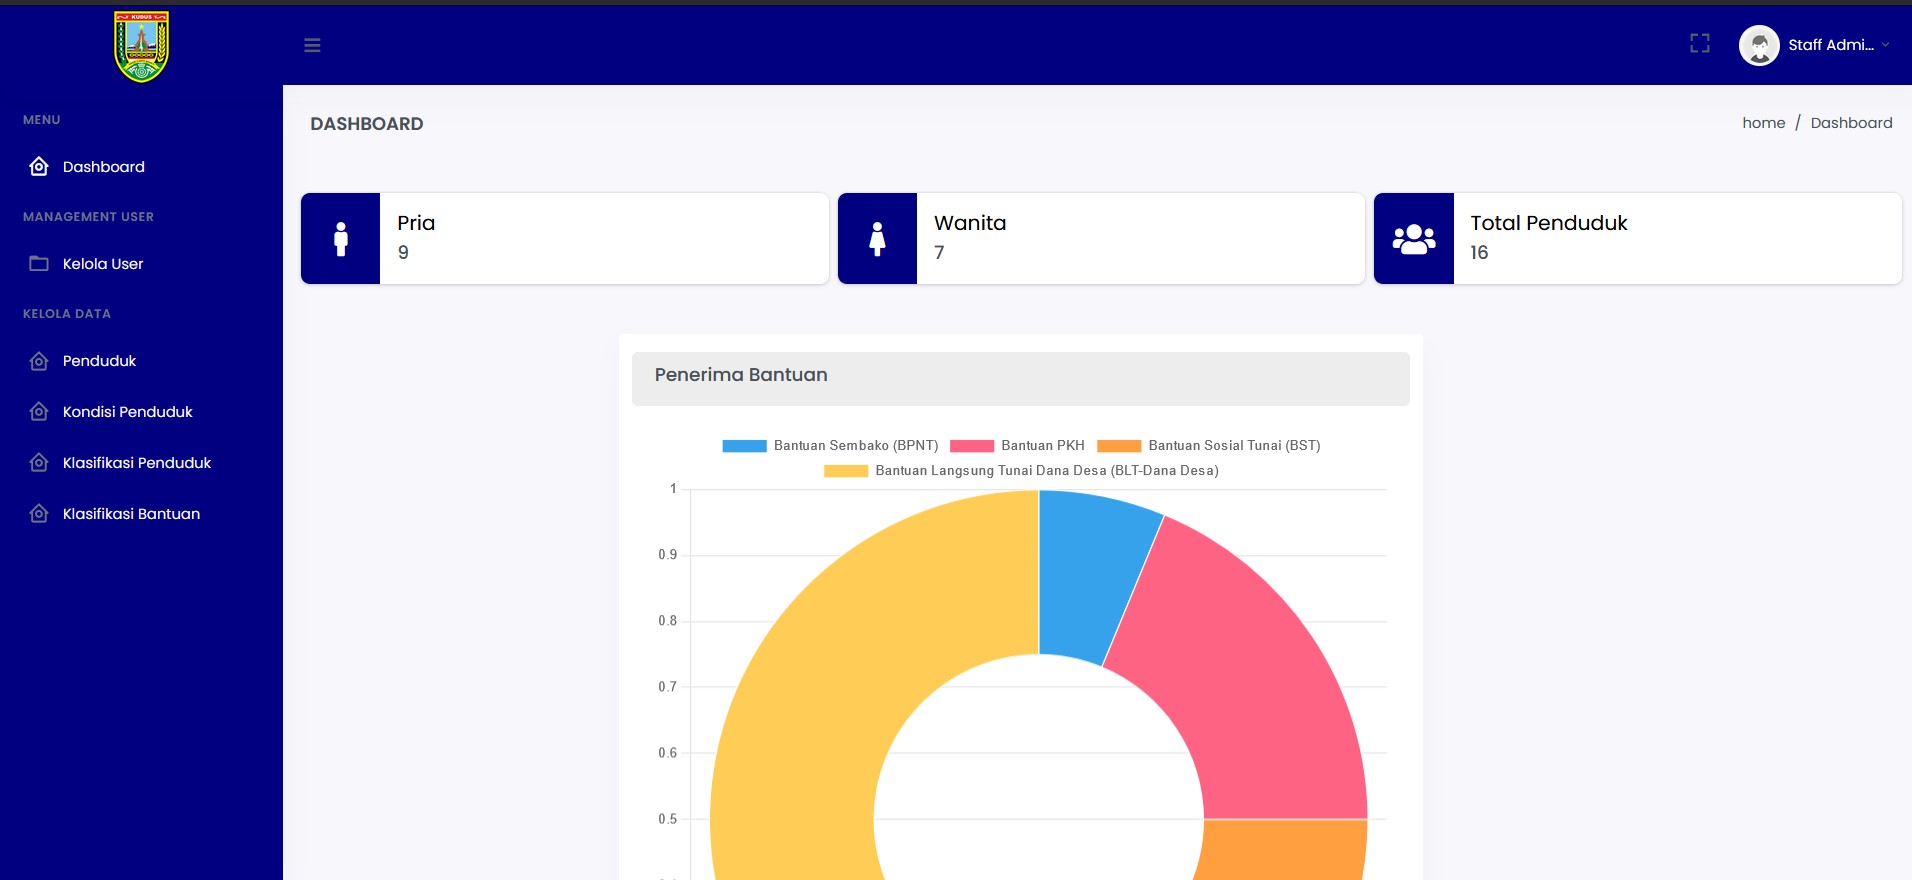 KUDUS
Staff Admi...
MENU
Dashboard
MANAGEMENT USER
Kelola User
KELOLA DATA
Penduduk
Kondisi Penduduk
Klasifikasi Penduduk
Klasifikasi Bantuan
DASHBOARD
home / Dashboard
Pria
9
Wanita
7
Total Penduduk
16
Penerima Bantuan
Bantuan Sembako (BPNT) Bantuan PKH Bantuan Sosial Tunai (BST)
Bantuan Langsung Tunai Dana Desa (BLT-Dana Desa)
1
0.9
0.8
0.7
0.6
0.5